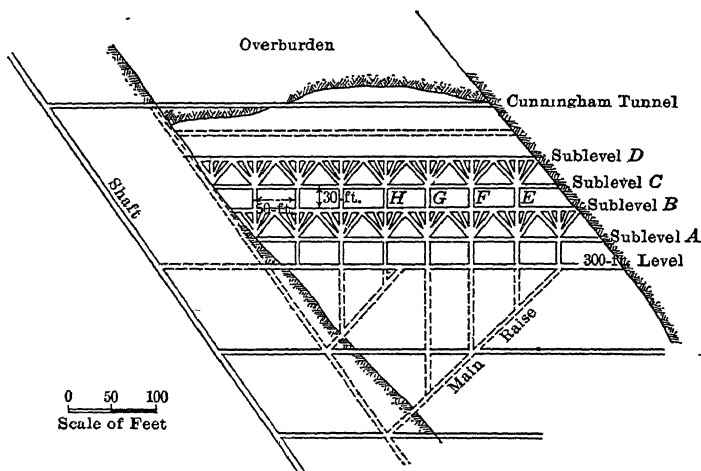 Overburden
Cunningham Tunnel
Sublevel D
Sublevel C
Shaft
50-ft.
30-ft.
H
G
F
E
Sublevel B
Sublevel A
300-ft. Level
Main Raise
0 50 100
Scale of Feet